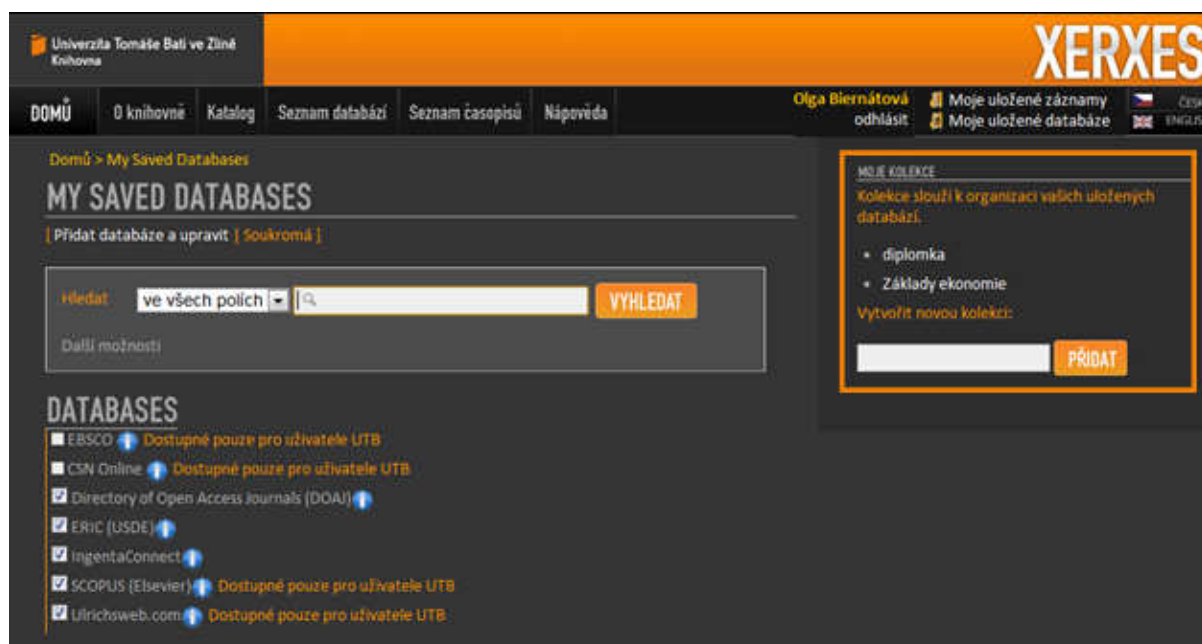 Univerzita Tomáše Bati ve Zlíně
Knihovna
XERXES
DOMŮ O knihovně Katalog Seznam databází Seznam časopisů Nápověda
Olga Biernátová
odhlásit
Moje uložené záznamy
Moje uložené databáze
ČES
ENGLIS
Domů > My Saved Databases
MY SAVED DATABASES
[ Přidat databáze a upravit | Soukromá ]
Hledat ve všech polích VYHLEDAT
Další možnosti
DATABASES
EBSCO Dostupné pouze pro uživatele UTB
CSN Online Dostupné pouze pro uživatele UTB
Directory of Open Access Journals (DOAJ)
ERIC (USDE)
IngentaConnect
SCOPUS (Elsevier) Dostupné pouze pro uživatele UTB
Ulrichsweb.com Dostupné pouze pro uživatele UTB
MOJE KOLEKCE
Kolekce slouží k organizaci vašich uložených
databází.
diplomka
Základy ekonomie
Vytvořit novou kolekci:
PŘIDAT